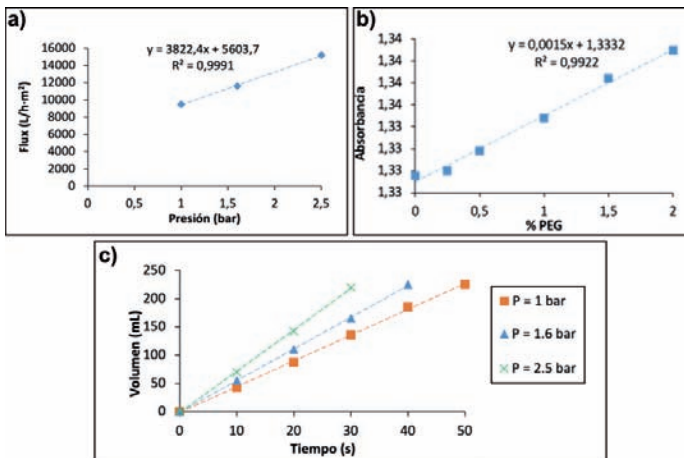 a)
y = 3822,4x + 5603,7
R² = 0,9991
Flux (L/h·m²)
16000
14000
12000
10000
8000
6000
4000
2000
0
0 0,5 1 1,5 2 2,5
Presión (bar)
b)
y = 0,0015x + 1,3332
R² = 0,9922
Absorbancia
1,34
1,34
1,34
1,33
1,33
1,33
1,33
0 0,5 1 1,5 2
% PEG
c)
Volumen (mL)
250
200
150
100
50
0
0 10 20 30 40 50
Tiempo (s)
P = 1 bar
P = 1.6 bar
P = 2.5 bar